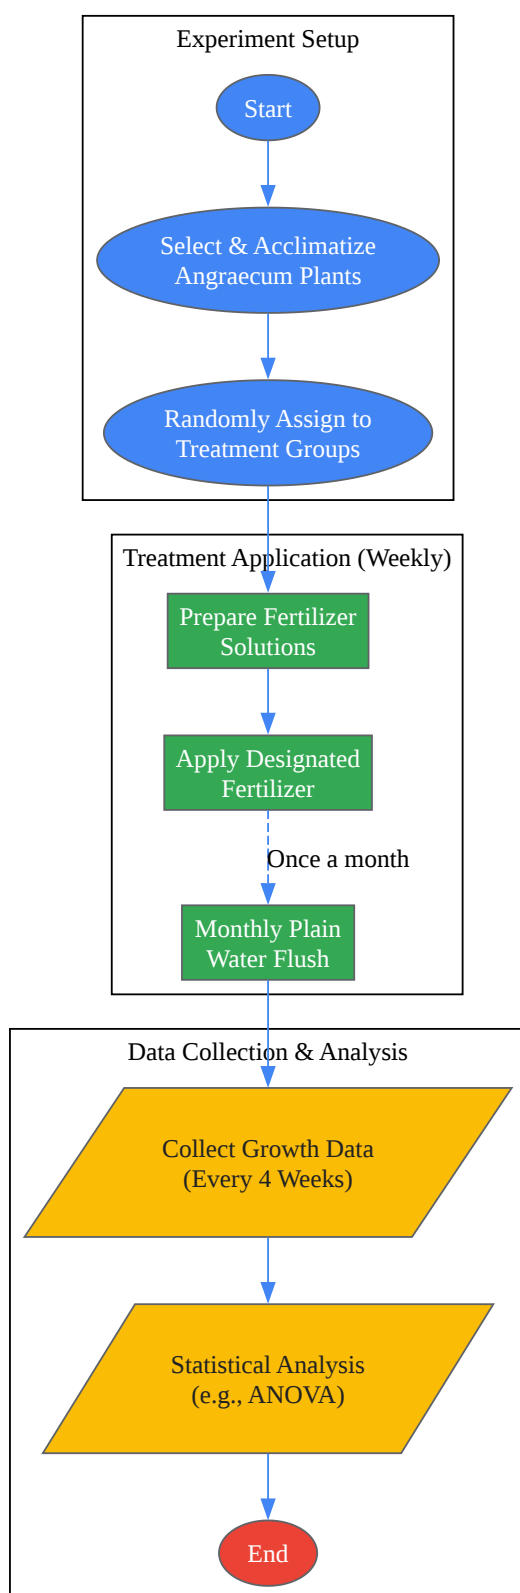 Experiment Setup
Start
Select & Acclimatize
Angraecum Plants
Randomly Assign to
Treatment Groups
Treatment Application (Weekly)
Prepare Fertilizer
Solutions
Apply Designated
Fertilizer
Once a month
Monthly Plain
Water Flush
Data Collection & Analysis
Collect Growth Data
(Every 4 Weeks)
Statistical Analysis
(e.g., ANOVA)
End